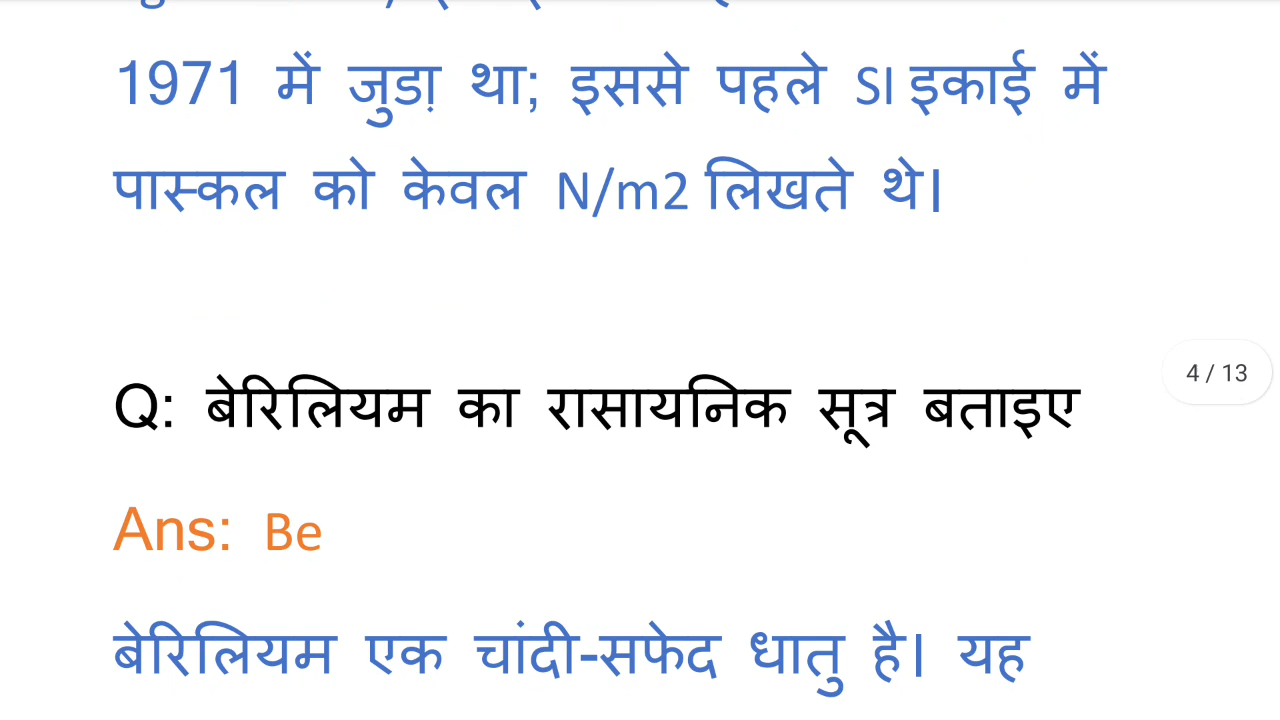 1971 में जुडा़ था; इससे पहले SI इकाई में
पास्कल को केवल N/m2 लिखते थे।
4 / 13
Q: बेरिलियम का रासायनिक सूत्र बताइए
Ans: Be
बेरिलियम एक चांदी-सफेद धातु है। यह